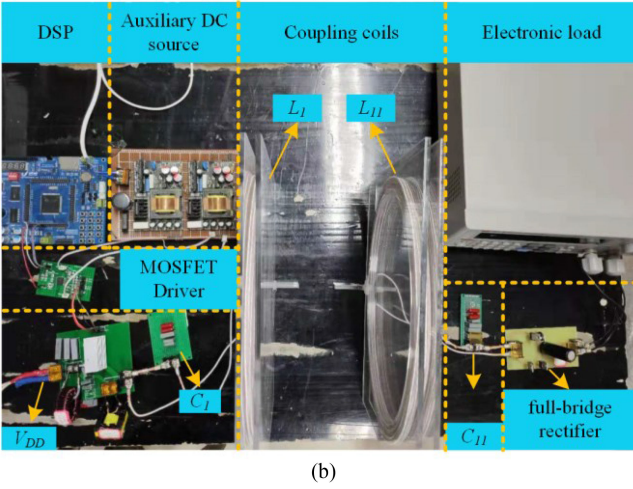 DSP
Auxiliary DC
source
Coupling coils
Electronic load
L1
L11
MOSFET
Driver
C1
VDD
C11
full-bridge
rectifier
(b)